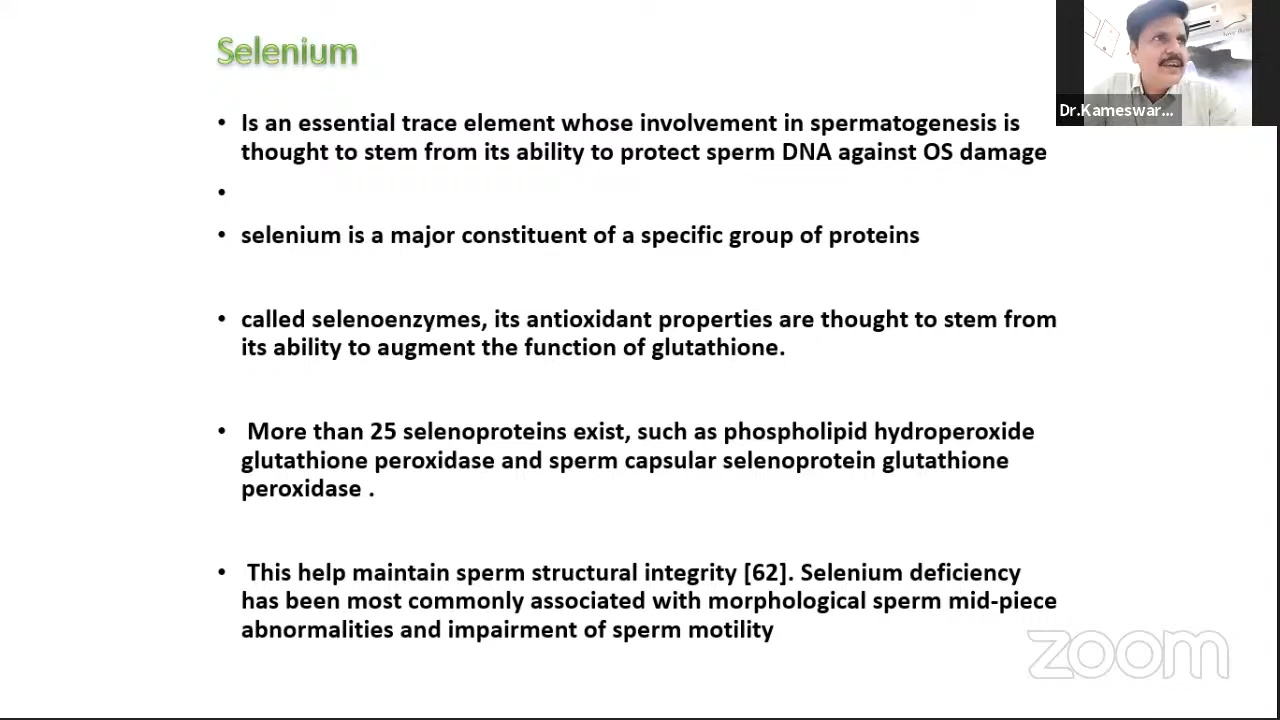 Selenium
• Is an essential trace element whose involvement in spermatogenesis is
thought to stem from its ability to protect sperm DNA against OS damage
•
• selenium is a major constituent of a specific group of proteins
• called selenoenzymes, its antioxidant properties are thought to stem from
its ability to augment the function of glutathione.
• More than 25 selenoproteins exist, such as phospholipid hydroperoxide
glutathione peroxidase and sperm capsular selenoprotein glutathione
peroxidase .
• This help maintain sperm structural integrity [62]. Selenium deficiency
has been most commonly associated with morphological sperm mid-piece
abnormalities and impairment of sperm motility
Dr.Kameswar...
zoom